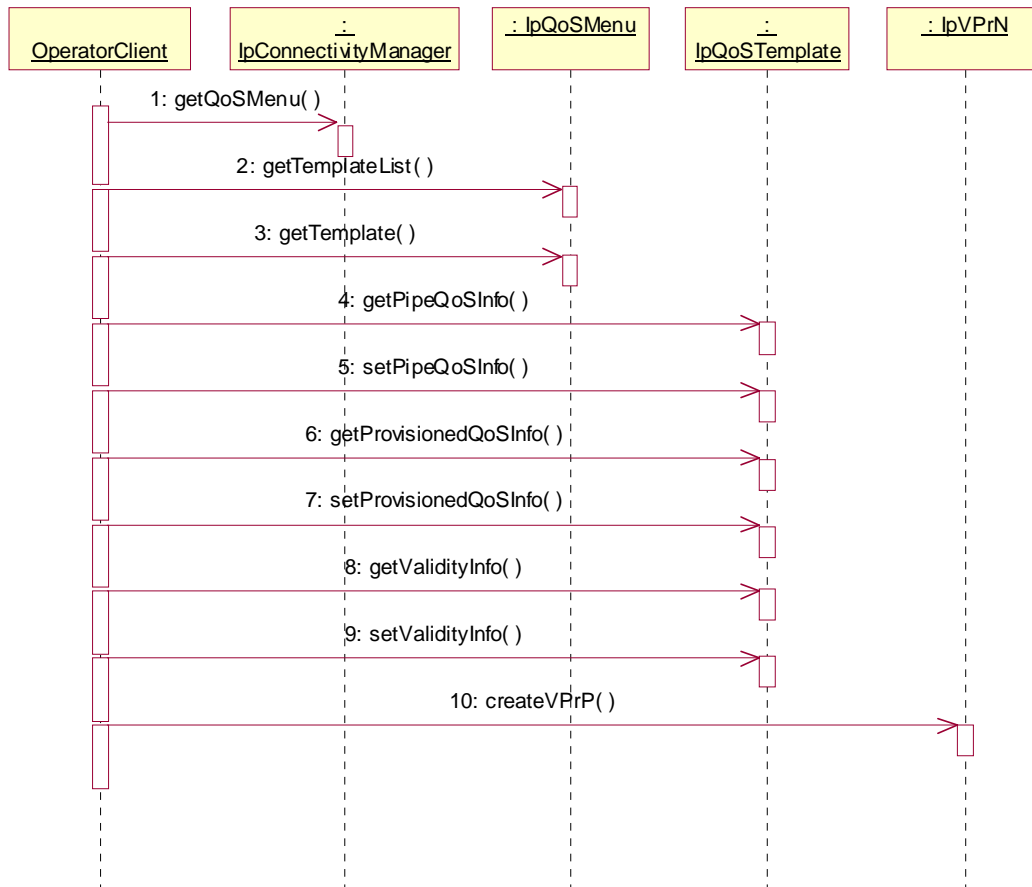 OperatorClient
:
IpConnectivityManager
: IpQoSMenu
:
IpQoSTemplate
: IpVPrN
1: getQoSMenu( )
2: getTemplateList( )
3: getTemplate( )
4: getPipeQoSInfo( )
5: setPipeQoSInfo( )
6: getProvisionedQoSInfo( )
7: setProvisionedQoSInfo( )
8: getValidityInfo( )
9: setValidityInfo( )
10: createVPrP( )